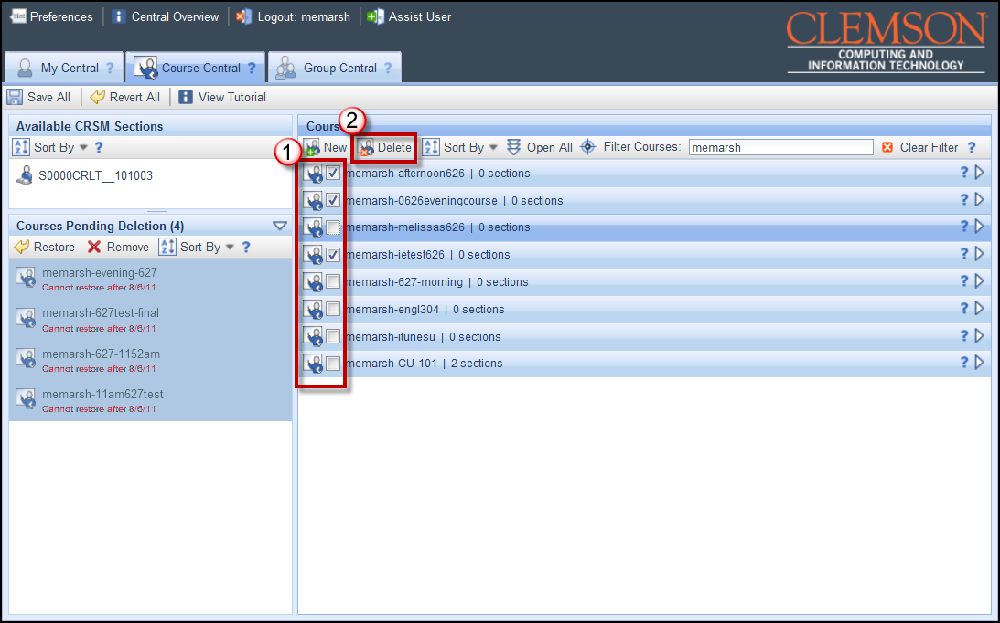 Preferences Central Overview Logout: memarsh Assist User
CLEMSON
COMPUTING AND
INFORMATION TECHNOLOGY
My Central ? Course Central ? Group Central ?
Save All Revert All View Tutorial
Available CRSM Sections
Sort By ?
S0000CRLT__101003
Courses Pending Deletion (4)
Restore Remove Sort By ?
memarsh-evening-627
Cannot restore after 8/6/11
memarsh-627test-final
Cannot restore after 8/6/11
memarsh-627-1152am
Cannot restore after 8/6/11
memarsh-11am627test
Cannot restore after 8/6/11
Cours
2
1
New Delete Sort By Open All Filter Courses: memarsh Clear Filter ?
memarsh-afternoon626 | 0 sections ?
memarsh-0626eveningcourse | 0 sections ?
memarsh-melissas626 | 0 sections ?
memarsh-ietest626 | 0 sections ?
memarsh-627-morning | 0 sections ?
memarsh-engl304 | 0 sections ?
memarsh-itunesu | 0 sections ?
memarsh-CU-101 | 2 sections ?